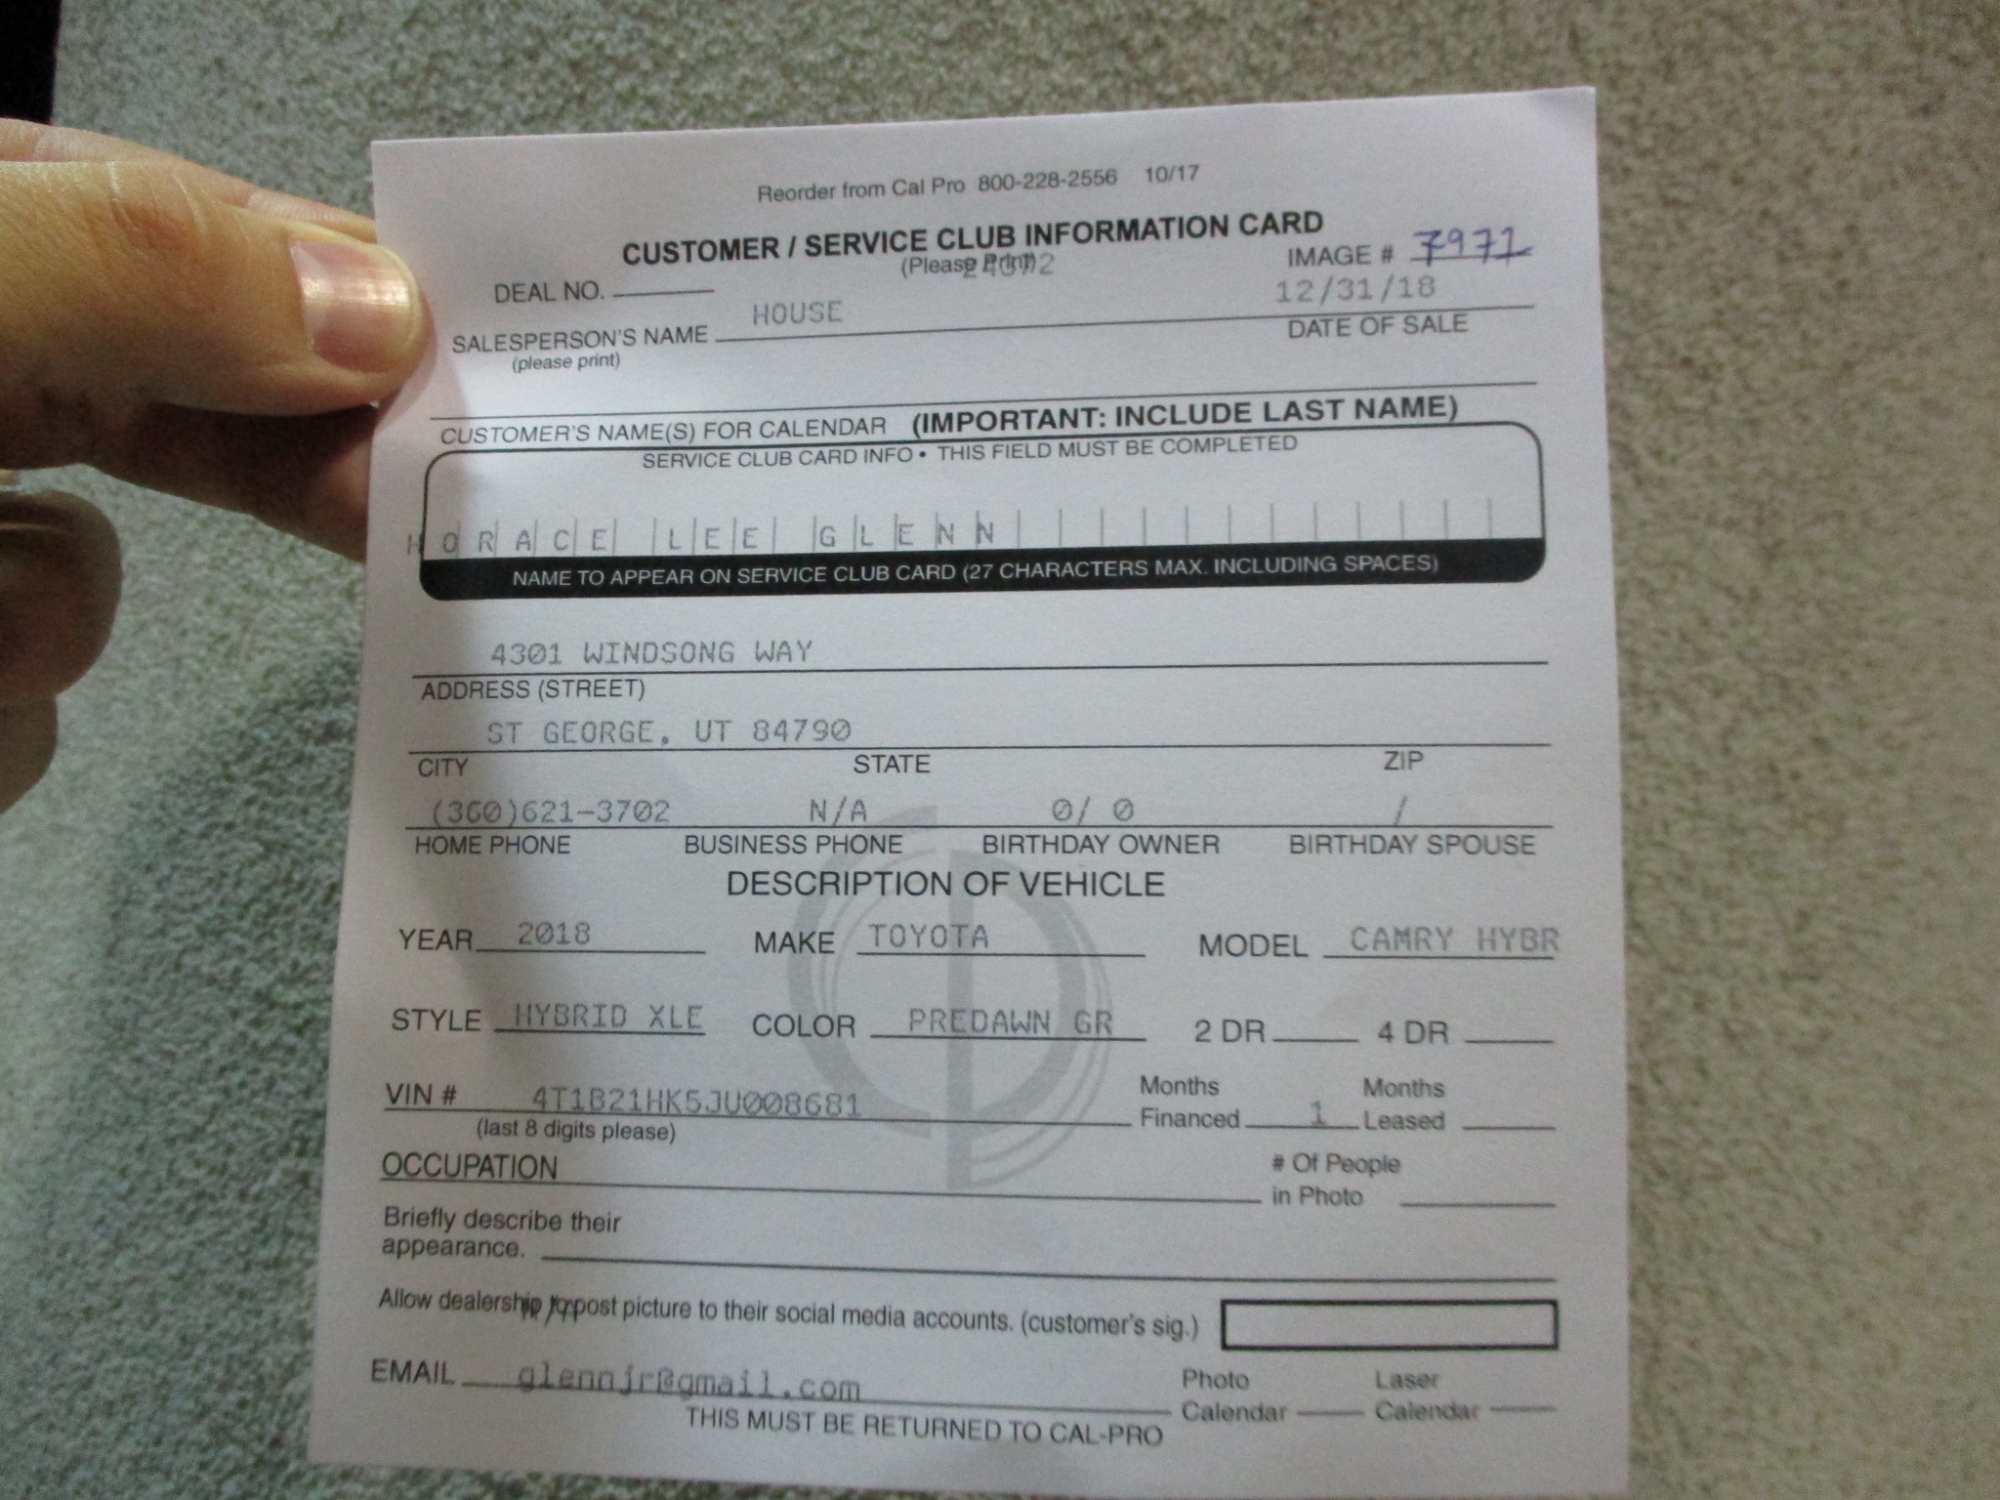 Reorder from Cal Pro 800-228-2556 10/17
CUSTOMER / SERVICE CLUB INFORMATION CARD
(Please Print)
IMAGE # 7971
DEAL NO.
12/31/18
HOUSE
SALESPERSON'S NAME
DATE OF SALE
(please print)
CUSTOMER'S NAME(S) FOR CALENDAR (IMPORTANT: INCLUDE LAST NAME)
SERVICE CLUB CARD INFO • THIS FIELD MUST BE COMPLETED
HORACE LEE GLENN
NAME TO APPEAR ON SERVICE CLUB CARD (27 CHARACTERS MAX. INCLUDING SPACES)
4301 WINDSONG WAY
ADDRESS (STREET)
ST GEORGE, UT 84790
CITY STATE ZIP
(360)621-3702 N/A 0/ 0 /
HOME PHONE BUSINESS PHONE BIRTHDAY OWNER BIRTHDAY SPOUSE
DESCRIPTION OF VEHICLE
YEAR 2018 MAKE TOYOTA MODEL CAMRY HYBR
STYLE HYBRID XLE COLOR PREDAWN GR 2 DR 4 DR
VIN # 4T1B21HK5JU008681
(last 8 digits please)
Months Financed 1 Months Leased
OCCUPATION
# Of People
in Photo
Briefly describe their
appearance.
Allow dealership to post picture to their social media accounts. (customer's sig.)
EMAIL glennjr@gmail.com
Photo Calendar Laser Calendar
THIS MUST BE RETURNED TO CAL-PRO